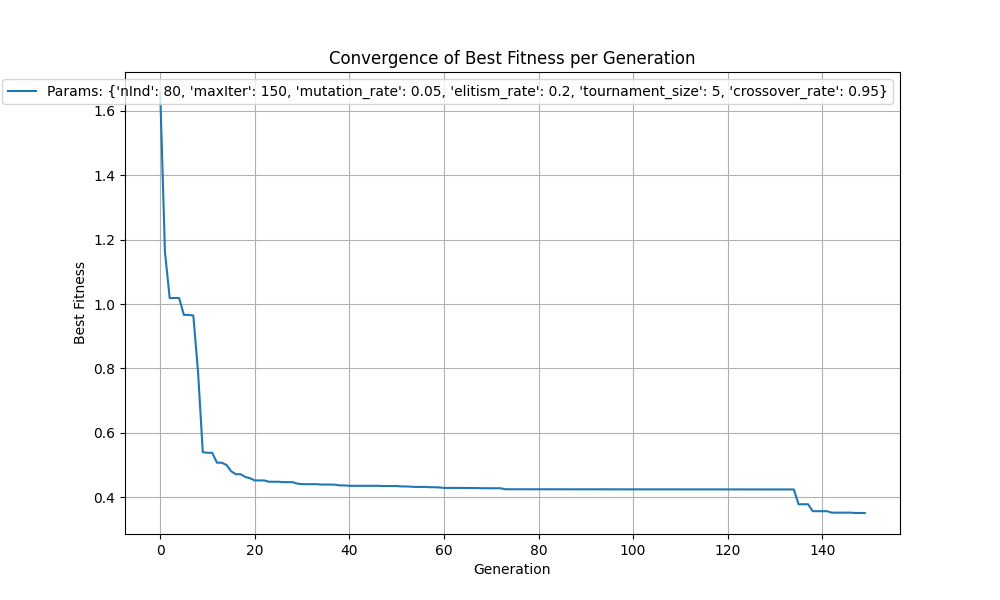 Convergence of Best Fitness per Generation
Params: {'nInd': 80, 'maxIter': 150, 'mutation_rate': 0.05, 'elitism_rate': 0.2, 'tournament_size': 5, 'crossover_rate': 0.95}
1.6
1.4
1.2
1.0
0.8
0.6
0.4
Best Fitness
0 20 40 60 80 100 120 140
Generation